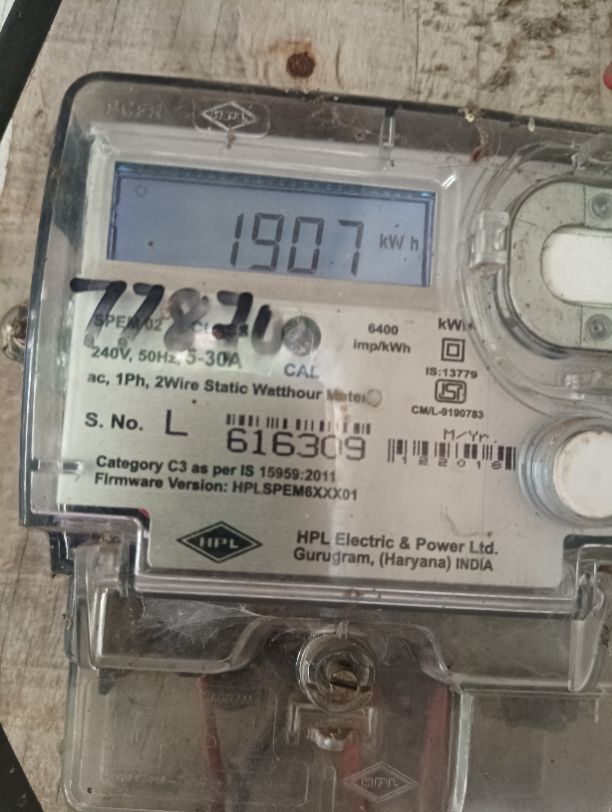 HPL
1907 kWh
77870
SPEM 02
6400 imp/kWh
kWh
240V, 50Hz, 5-30A
CAL
IS:13779
ac, 1Ph, 2Wire Static Watthour Meter
CM/L-9190783
S. No. L 616309
M/Yr.
122016
Category C3 as per IS 15959:2011
Firmware Version: HPLSPEM6XXX01
HPL
HPL Electric & Power Ltd.
Gurugram, (Haryana) INDIA
HPL